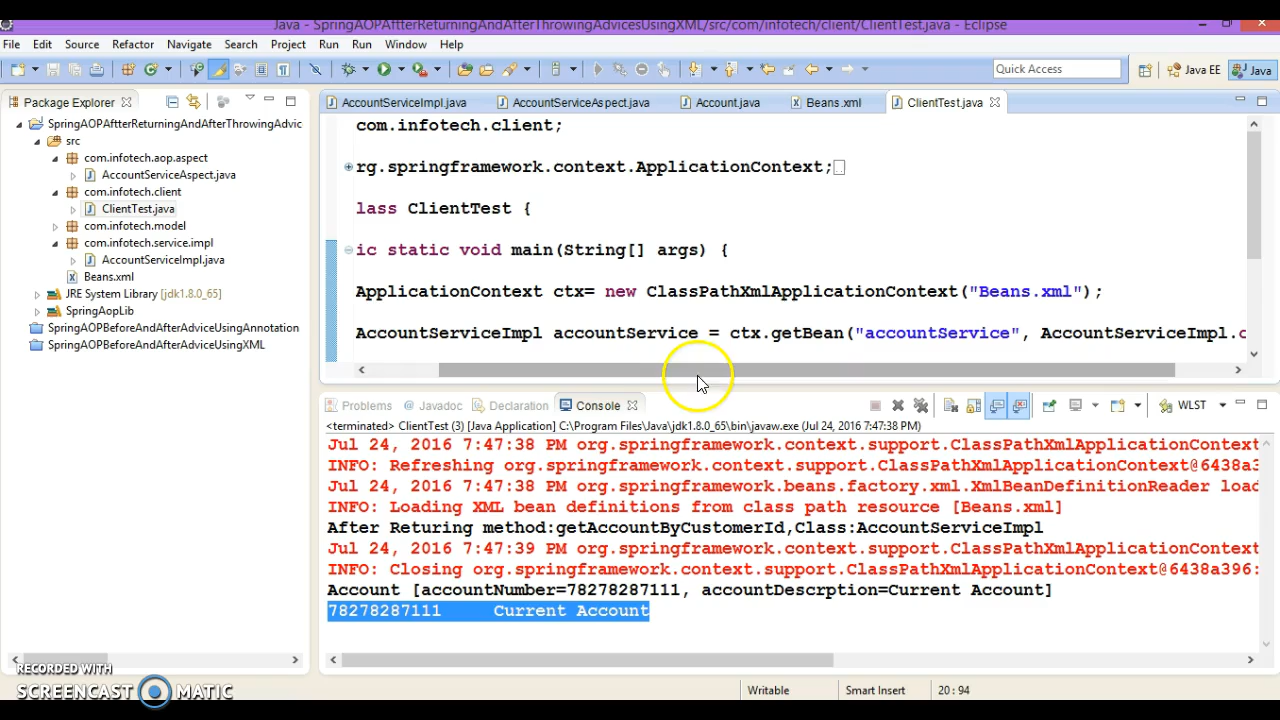 Java - SpringAOPAftterReturningAndAfterThrowingAdvicesUsingXML/src/com/infotech/client/ClientTest.java - Eclipse
File Edit Source Refactor Navigate Search Project Run Run Window Help
Quick Access Java EE Java
Package Explorer
AccountServiceImpl.java AccountServiceAspect.java Account.java Beans.xml ClientTest.java
SpringAOPAftterReturningAndAfterThrowingAdvic
src
com.infotech.aop.aspect
AccountServiceAspect.java
com.infotech.client
ClientTest.java
com.infotech.model
com.infotech.service.impl
AccountServiceImpl.java
Beans.xml
JRE System Library [jdk1.8.0_65]
SpringAopLib
SpringAOPBeforeAndAfterAdviceUsingAnnotation
SpringAOPBeforeAndAfterAdviceUsingXML
com.infotech.client;
rg.springframework.context.ApplicationContext;
lass ClientTest {
ic static void main(String[] args) {
ApplicationContext ctx= new ClassPathXmlApplicationContext("Beans.xml");
AccountServiceImpl accountService = ctx.getBean("accountService", AccountServiceImpl.c
Problems Javadoc Declaration Console WLST
<terminated> ClientTest (3) [Java Application] C:\Program Files\Java\jdk1.8.0_65\bin\javaw.exe (Jul 24, 2016 7:47:38 PM)
Jul 24, 2016 7:47:38 PM org.springframework.context.support.ClassPathXmlApplicationContext
INFO: Refreshing org.springframework.context.support.ClassPathXmlApplicationContext@6438a3
Jul 24, 2016 7:47:38 PM org.springframework.beans.factory.xml.XmlBeanDefinitionReader load
INFO: Loading XML bean definitions from class path resource [Beans.xml]
After Returing method:getAccountByCustomerId,Class:AccountServiceImpl
Jul 24, 2016 7:47:39 PM org.springframework.context.support.ClassPathXmlApplicationContext
INFO: Closing org.springframework.context.support.ClassPathXmlApplicationContext@6438a396:
Account [accountNumber=78278287111, accountDescrption=Current Account]
78278287111 Current Account
Writable Smart Insert 20 : 94
RECORDED WITH
SCREENCAST MATIC